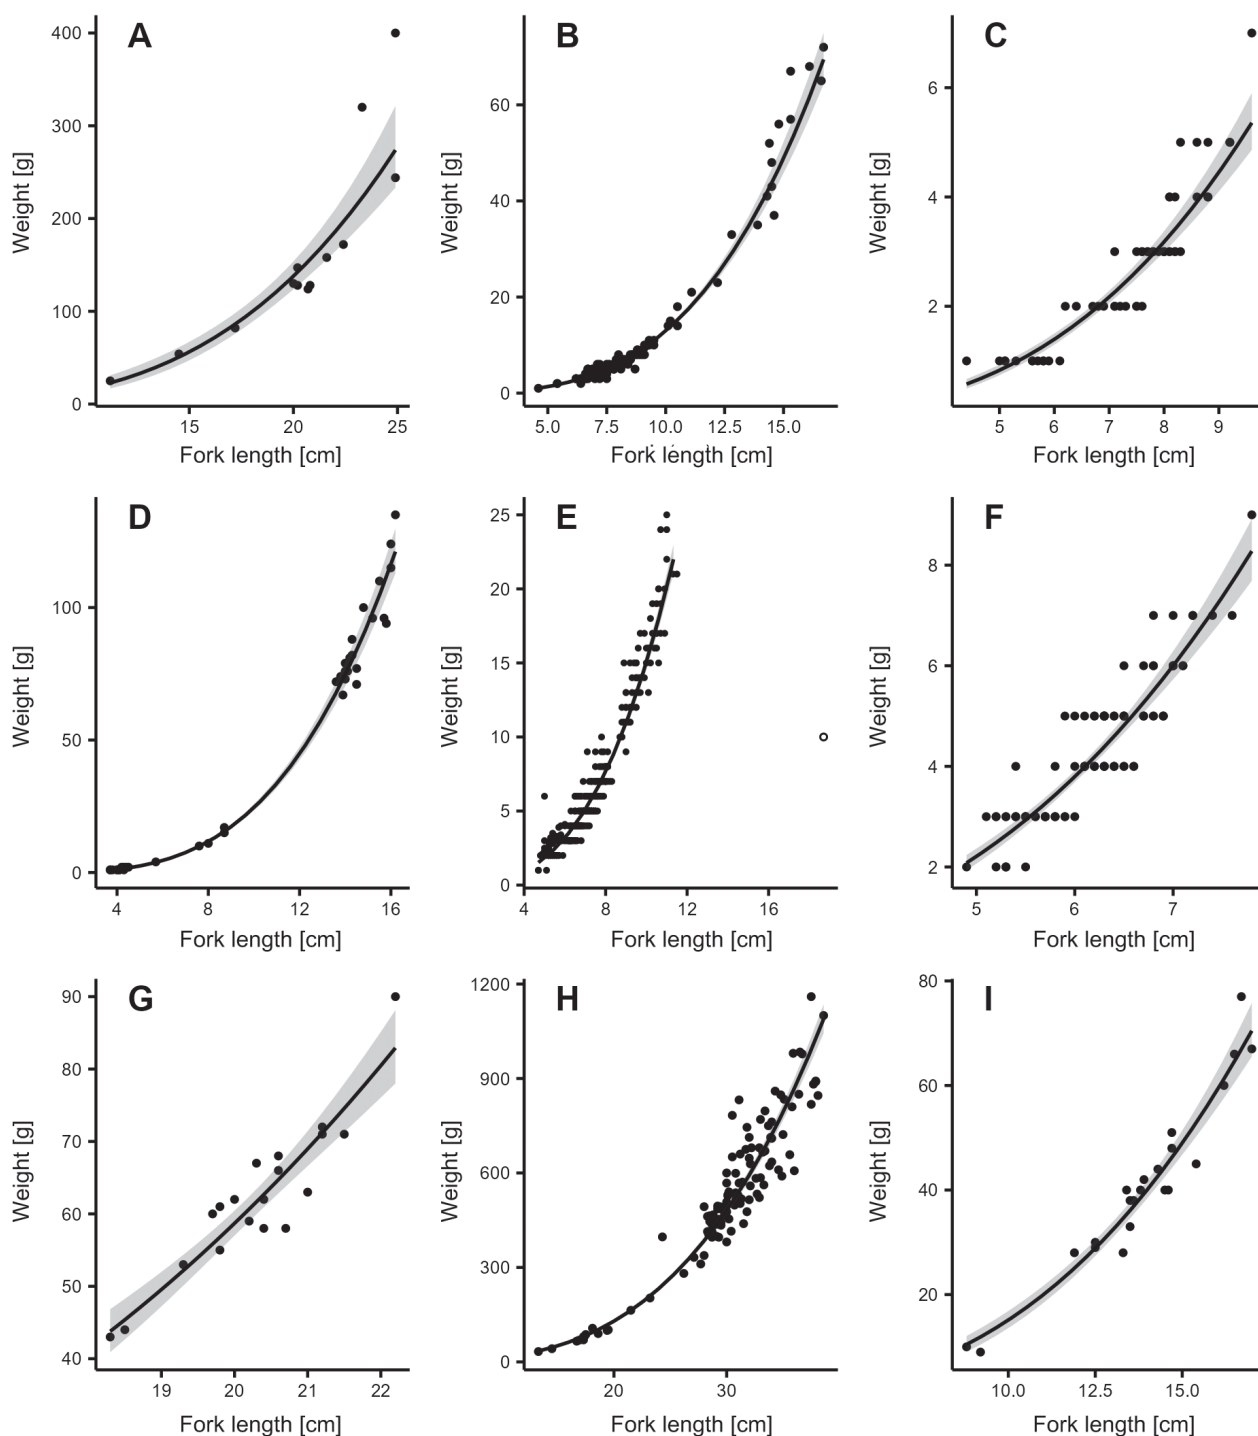 A
Weight [g]
400
300
200
100
0
15 20 25
Fork length [cm]
B
Weight [g]
60
40
20
0
5.0 7.5 10.0 12.5 15.0
Fork length [cm]
C
Weight [g]
6
4
2
5 6 7 8 9
Fork length [cm]
D
Weight [g]
100
50
0
4 8 12 16
Fork length [cm]
E
Weight [g]
25
20
15
10
5
0
4 8 12 16
Fork length [cm]
F
Weight [g]
8
6
4
2
5 6 7
Fork length [cm]
G
Weight [g]
90
80
70
60
50
40
19 20 21 22
Fork length [cm]
H
Weight [g]
1200
900
600
300
0
20 30
Fork length [cm]
I
Weight [g]
80
60
40
20
10.0 12.5 15.0
Fork length [cm]